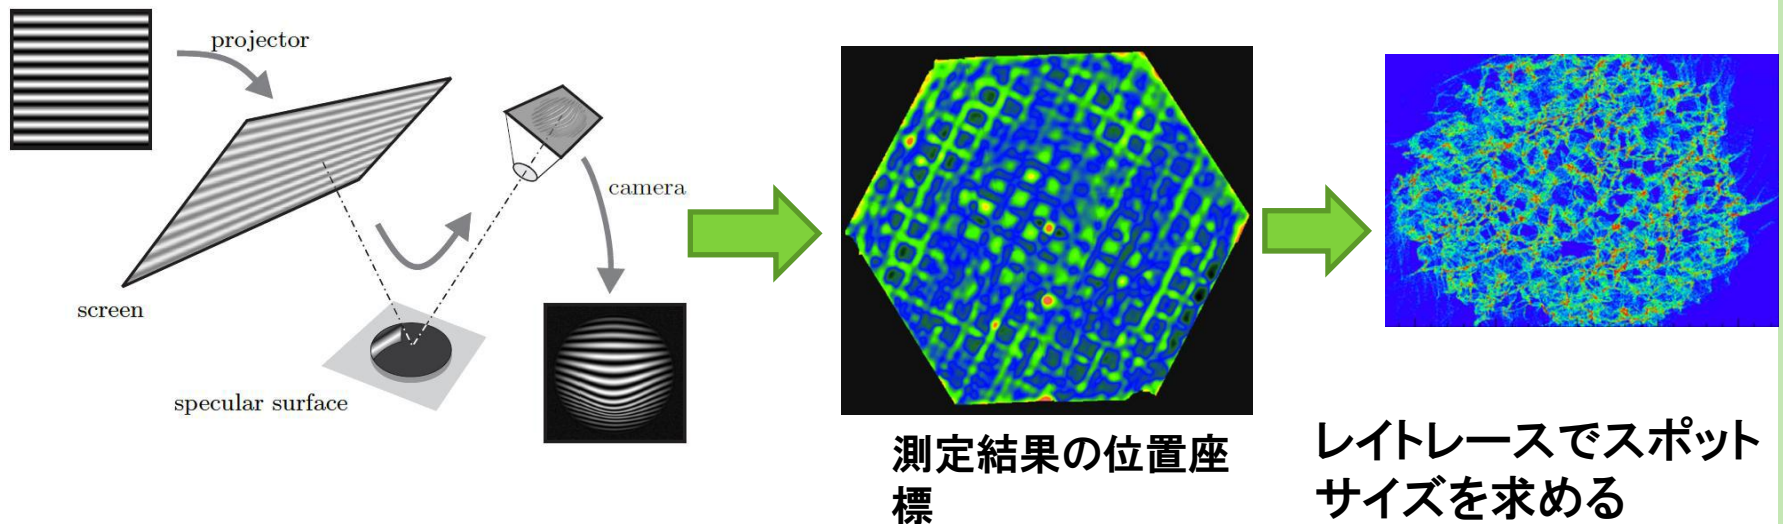 projector
camera
screen
specular surface
測定結果の位置座
標
レイトレースでスポット
サイズを求める